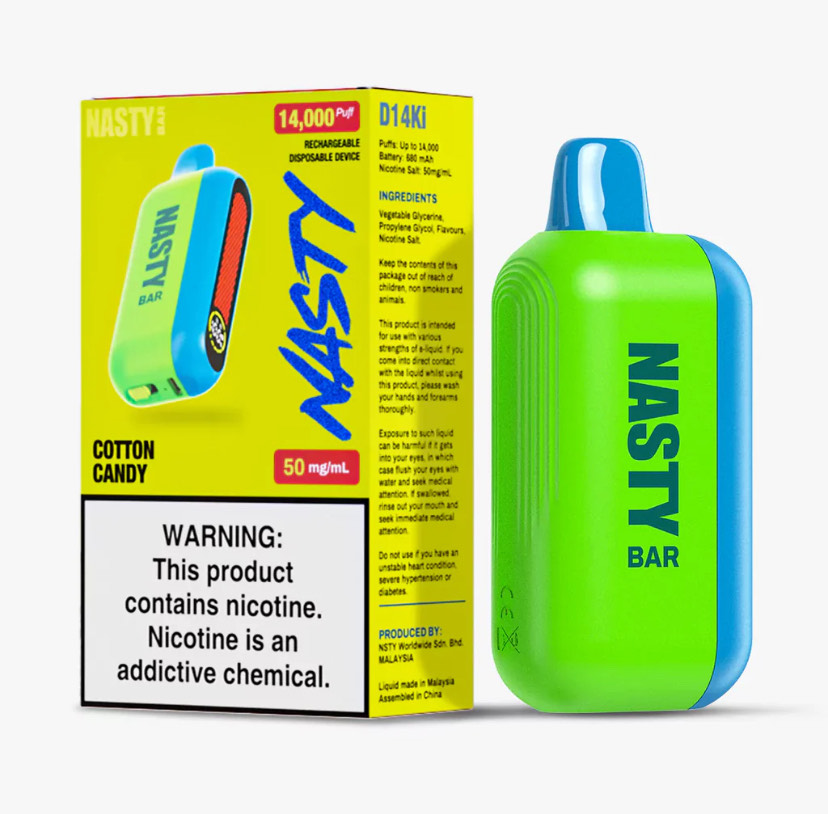 NASTY BAR
14,000 Puff
RECHARGEABLE
DISPOSABLE DEVICE
NASTY
BAR
NASTY
COTTON
CANDY
50 mg/mL
WARNING:
This product
contains nicotine.
Nicotine is an
addictive chemical.
D14Ki
Puffs: Up to 14,000
Battery: 680 mAh
Nicotine Salt: 50mg/mL
INGREDIENTS
Vegetable Glycerine,
Propylene Glycol, Flavours,
Nicotine Salt.
Keep the contents of this
package out of reach of
children, non smokers and
animals.
This product is intended
for use with various
strengths of e-liquid. If you
come into direct contact
with the liquid whilst using
this product, please wash
your hands and forearms
thoroughly.
Exposure to such liquid
can be harmful if it gets
into your eyes, in which
case flush your eyes with
water and seek medical
attention. If swallowed,
rinse out your mouth and
seek immediate medical
attention.
Do not use if you have an
unstable heart condition,
severe hypertension or
diabetes.
PRODUCED BY:
NSTY Worldwide Sdn. Bhd.
MALAYSIA
Liquid made in Malaysia
Assembled in China
NASTY
BAR
CE